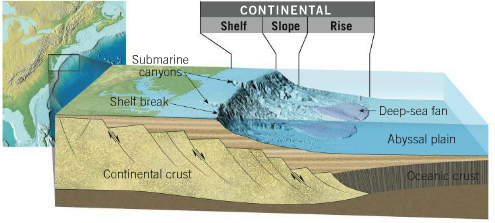 CONTINENTAL
Shelf Slope Rise
Submarine
canyons
Shelf break
Deep-sea fan
Abyssal plain
Continental crust
Oceanic crust